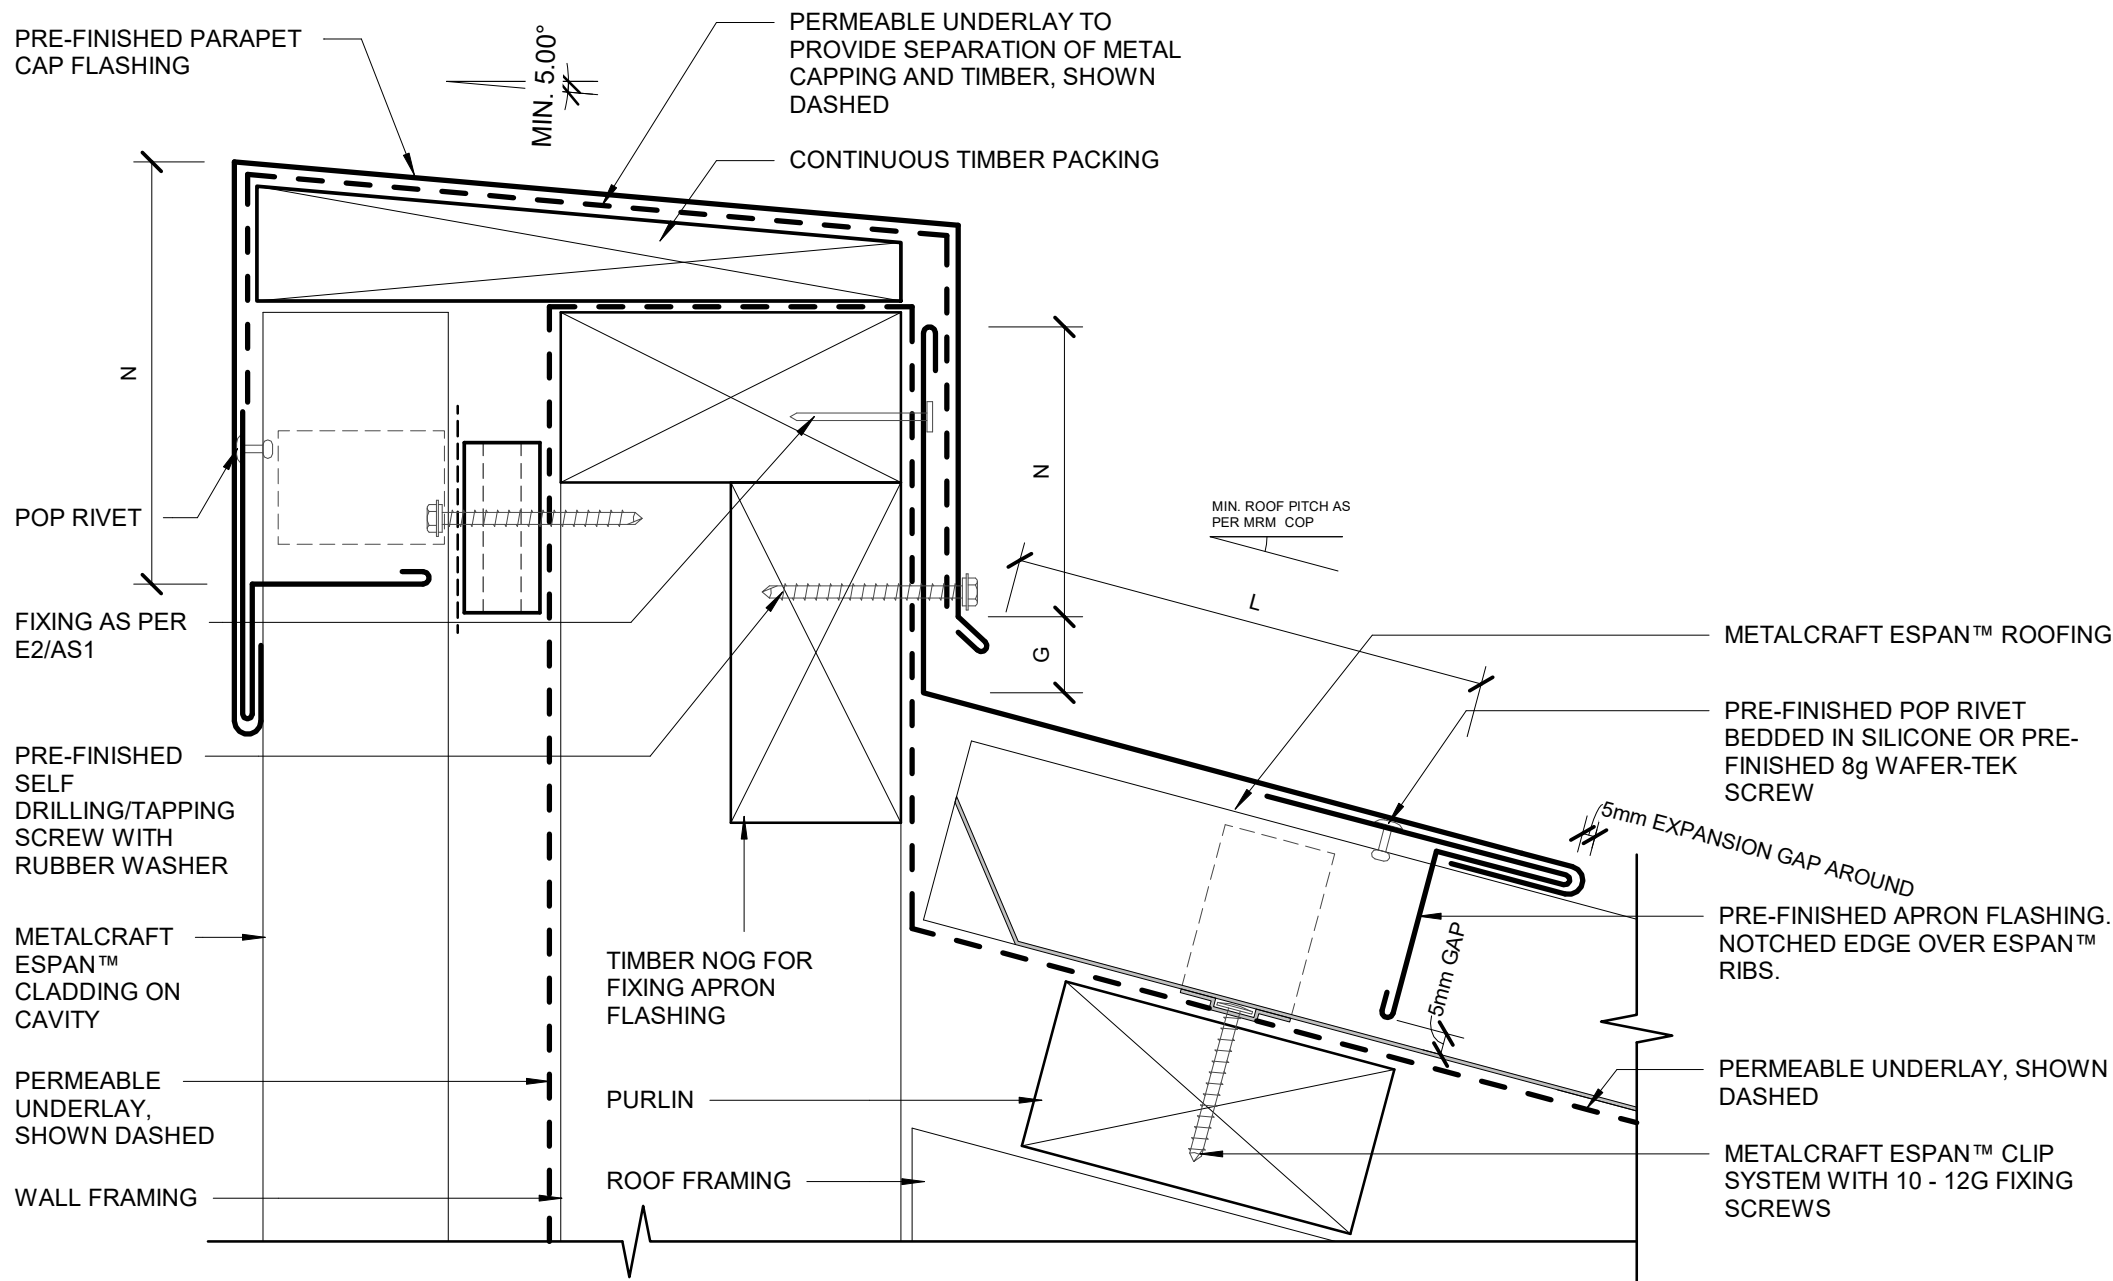 PRE-FINISHED PARAPET
CAP FLASHING
MIN. 5.00°
PERMEABLE UNDERLAY TO
PROVIDE SEPARATION OF METAL
CAPPING AND TIMBER, SHOWN
DASHED
CONTINUOUS TIMBER PACKING
N
POP RIVET
FIXING AS PER
E2/AS1
PRE-FINISHED
SELF
DRILLING/TAPPING
SCREW WITH
RUBBER WASHER
METALCRAFT
ESPAN™
CLADDING ON
CAVITY
PERMEABLE
UNDERLAY,
SHOWN DASHED
WALL FRAMING
TIMBER NOG FOR
FIXING APRON
FLASHING
PURLIN
ROOF FRAMING
N
G
MIN. ROOF PITCH AS
PER MRM COP
L
METALCRAFT ESPAN™ ROOFING
PRE-FINISHED POP RIVET
BEDDED IN SILICONE OR PRE-
FINISHED 8g WAFER-TEK
SCREW
5mm EXPANSION GAP AROUND
PRE-FINISHED APRON FLASHING.
NOTCHED EDGE OVER ESPAN™
RIBS.
5mm GAP
PERMEABLE UNDERLAY, SHOWN
DASHED
METALCRAFT ESPAN™ CLIP
SYSTEM WITH 10 - 12G FIXING
SCREWS